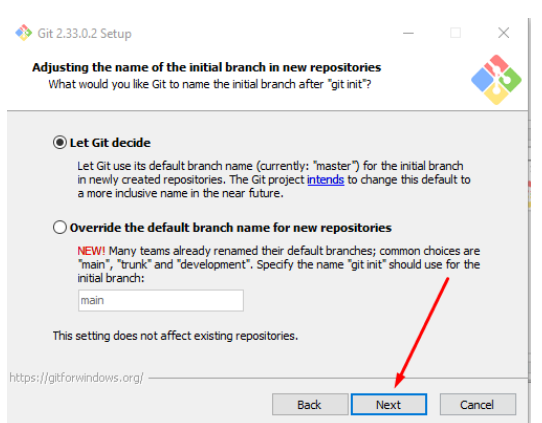 Git 2.33.0.2 Setup
Adjusting the name of the initial branch in new repositories
What would you like Git to name the initial branch after "git init"?
Let Git decide
Let Git use its default branch name (currently: "master") for the initial branch
in newly created repositories. The Git project intends to change this default to
a more inclusive name in the near future.
Override the default branch name for new repositories
NEW! Many teams already renamed their default branches; common choices are
"main", "trunk" and "development". Specify the name "git init" should use for the
initial branch:
main
This setting does not affect existing repositories.
https://gitforwindows.org/
Back Next Cancel